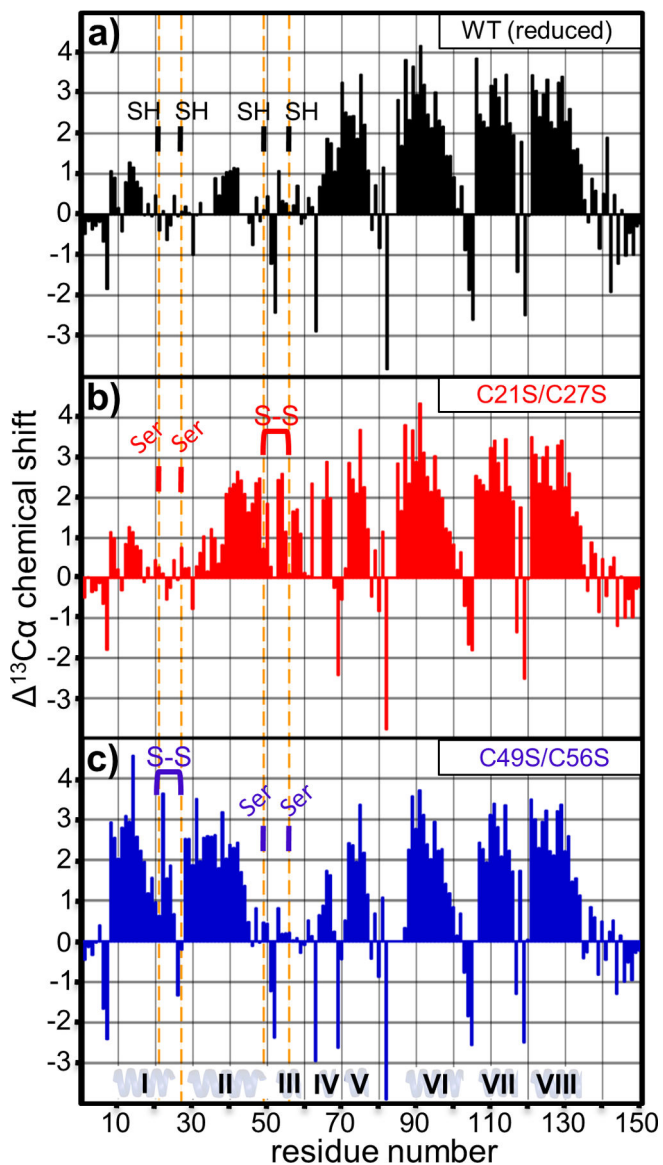 a) WT (reduced)
4
3
SH SH SH SH
2
1
0
-1
-2
-3
b) C21S/C27S
4
Ser Ser S-S
3
2
1
0
-1
-2
-3
c) S-S C49S/C56S
4
Ser Ser
3
2
1
0
-1
-2
-3
I II III IV V VI VII VIII
10 30 50 70 90 110 130 150
residue number
Δ¹³Cα chemical shift